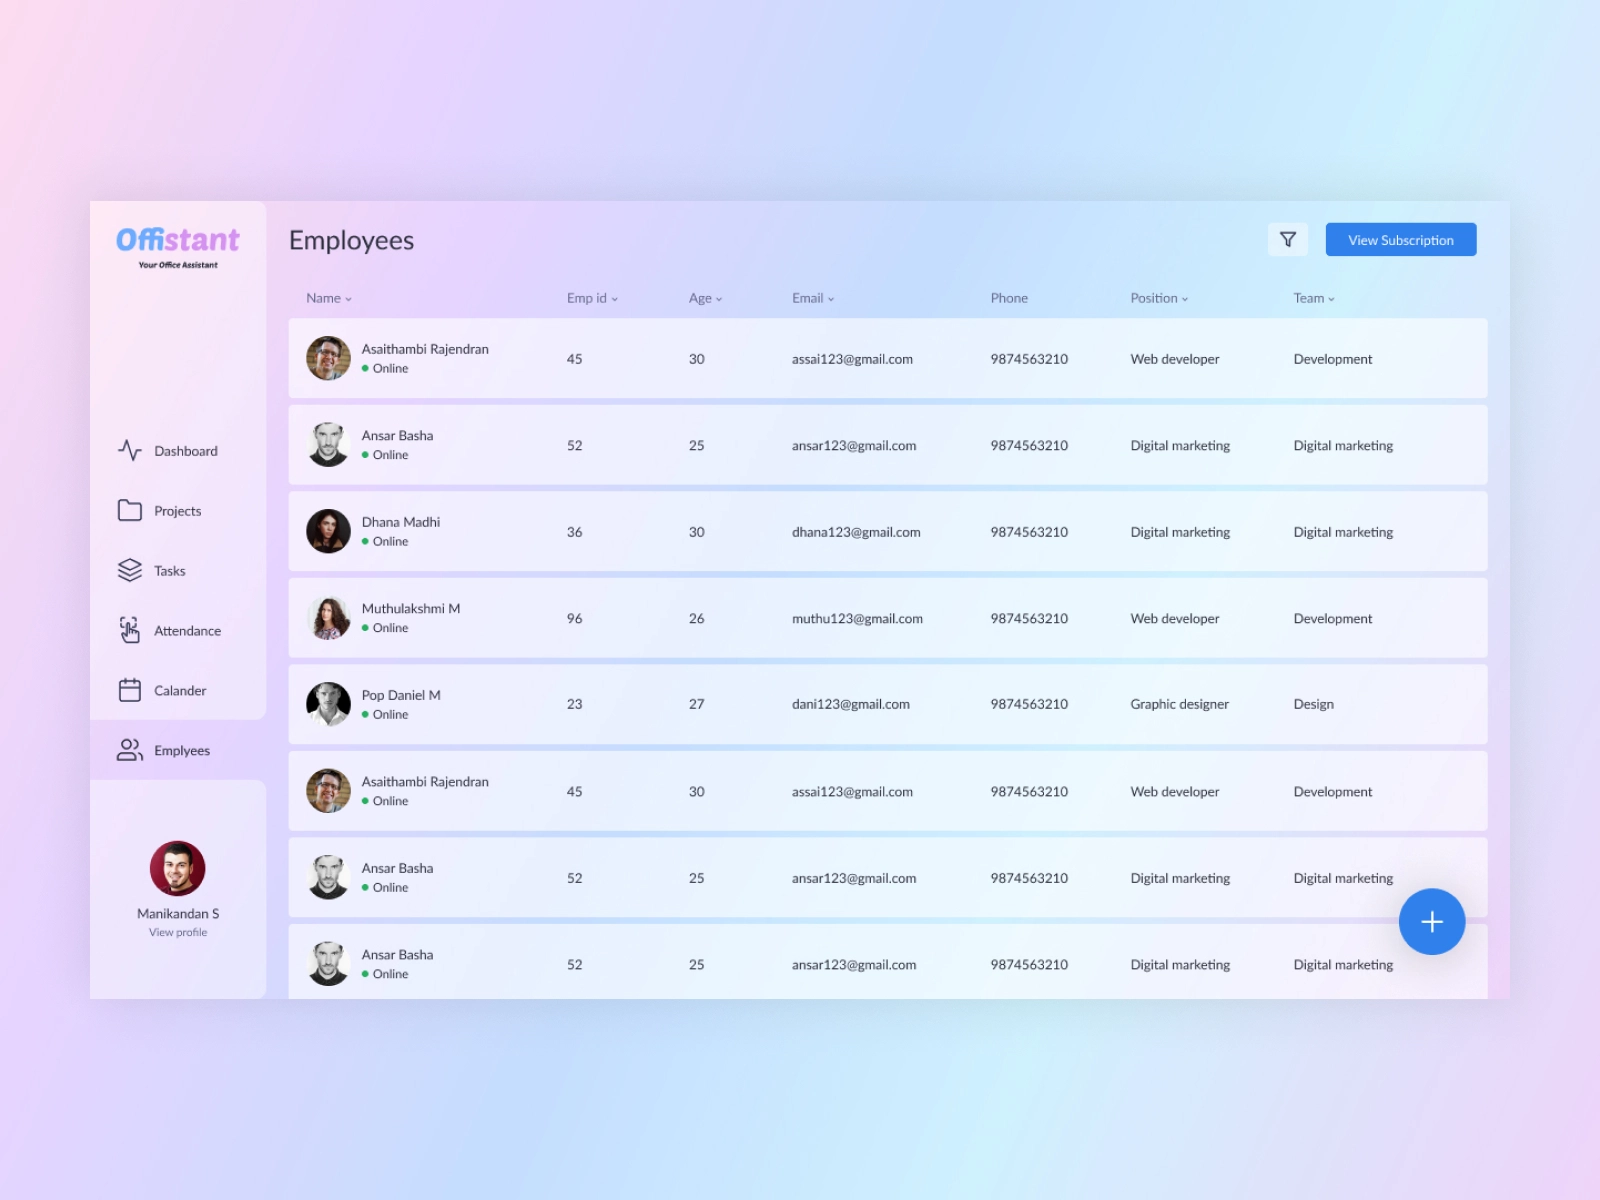 Offistant
Your Office Assistant
Employees
View Subscription
Name Emp id Age Email Phone Position Team
Asaithambi Rajendran
Online
45 30 assai123@gmail.com 9874563210 Web developer Development
Ansar Basha
Online
52 25 ansar123@gmail.com 9874563210 Digital marketing Digital marketing
Dhana Madhi
Online
36 30 dhana123@gmail.com 9874563210 Digital marketing Digital marketing
Muthulakshmi M
Online
96 26 muthu123@gmail.com 9874563210 Web developer Development
Pop Daniel M
Online
23 27 dani123@gmail.com 9874563210 Graphic designer Design
Asaithambi Rajendran
Online
45 30 assai123@gmail.com 9874563210 Web developer Development
Ansar Basha
Online
52 25 ansar123@gmail.com 9874563210 Digital marketing Digital marketing
Ansar Basha
Online
52 25 ansar123@gmail.com 9874563210 Digital marketing Digital marketing
Dashboard
Projects
Tasks
Attendance
Calander
Emplyees
Manikandan S
View profile